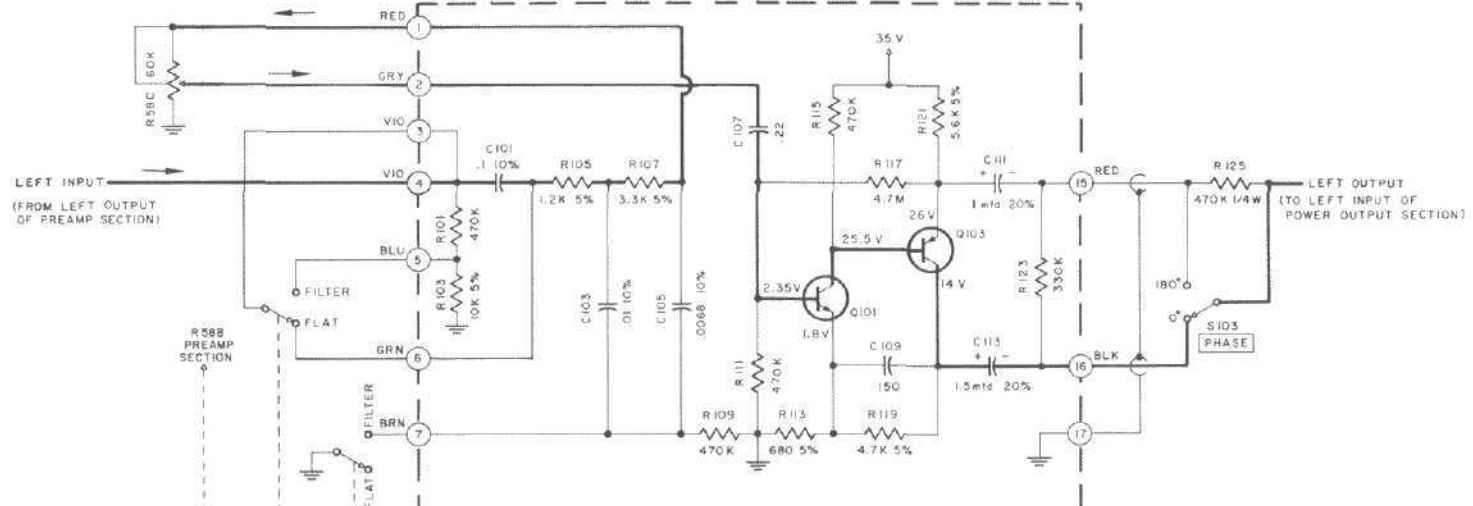 RED
1
35 V
R58C 60K
GRY
2
R115
470K
R121
5.6K 5%
VIO
3
C107
.22
C101
.1 10%
R105
1.2K 5%
R107
3.3K 5%
R117
4.7M
C111
+ -
1mfd 20%
15
RED
R125
470K 1/4W
LEFT INPUT
(FROM LEFT OUTPUT
OF PREAMP SECTION)
VIO
4
LEFT OUTPUT
(TO LEFT INPUT OF
POWER OUTPUT SECTION)
R101
470K
26V
Q103
25.5V
BLU
5
R103
10K 5%
14 V
R123
330K
FILTER
FLAT
C103
.01 10%
C105
.0068 10%
2.35V
Q101
1.8V
180°
0°
S103
PHASE
R58B
PREAMP
SECTION
GRN
6
R111
470K
C109
150
C113
+ -
1.5mfd 20%
16
BLK
FILTER
BRN
7
R109
470K
R113
680 5%
R119
4.7K 5%
17
FLAT